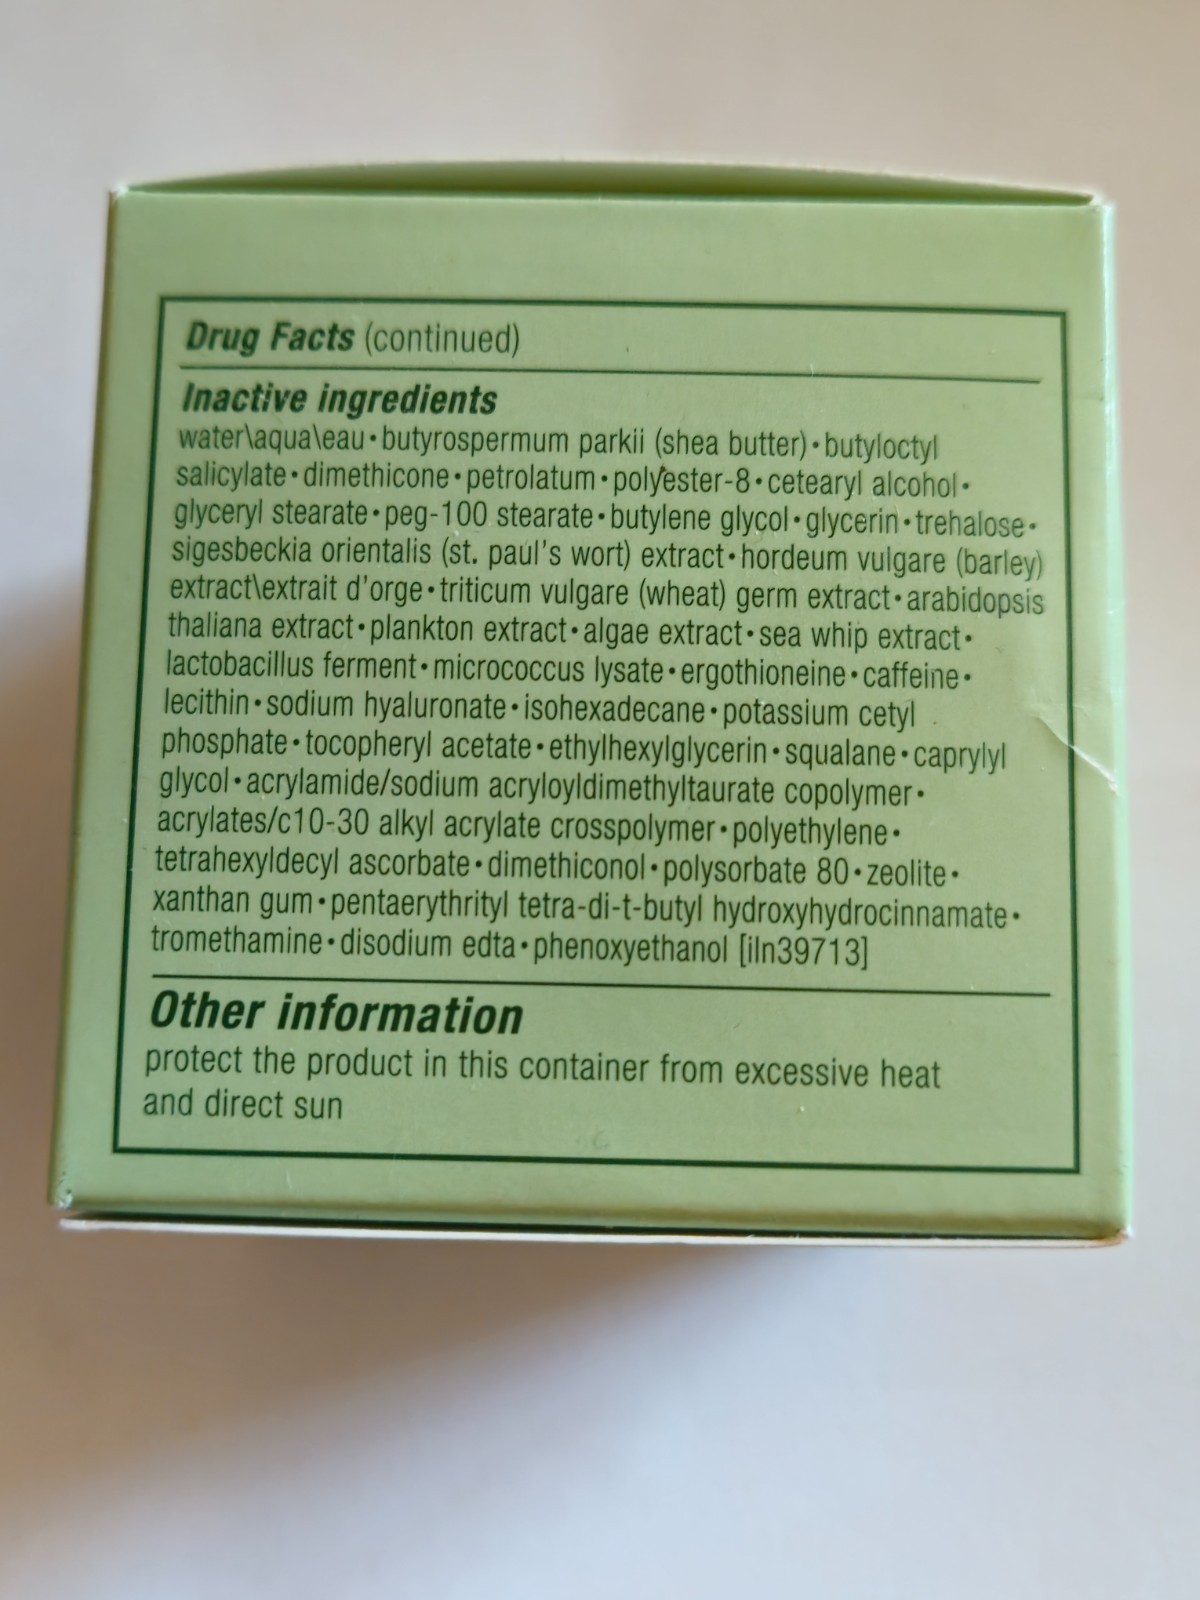 Drug Facts (continued)
Inactive ingredients
water\aqua\eau • butyrospermum parkii (shea butter) • butyloctyl
salicylate • dimethicone • petrolatum • polyester-8 • cetearyl alcohol •
glyceryl stearate • peg-100 stearate • butylene glycol • glycerin • trehalose •
sigesbeckia orientalis (st. paul's wort) extract • hordeum vulgare (barley)
extract\extrait d'orge • triticum vulgare (wheat) germ extract • arabidopsis
thaliana extract • plankton extract • algae extract • sea whip extract •
lactobacillus ferment • micrococcus lysate • ergothioneine • caffeine •
lecithin • sodium hyaluronate • isohexadecane • potassium cetyl
phosphate • tocopheryl acetate • ethylhexylglycerin • squalane • caprylyl
glycol • acrylamide/sodium acryloyldimethyltaurate copolymer •
acrylates/c10-30 alkyl acrylate crosspolymer • polyethylene •
tetrahexyldecyl ascorbate • dimethiconol • polysorbate 80 • zeolite •
xanthan gum • pentaerythrityl tetra-di-t-butyl hydroxyhydrocinnamate •
tromethamine • disodium edta • phenoxyethanol [iln39713]
Other information
protect the product in this container from excessive heat
and direct sun